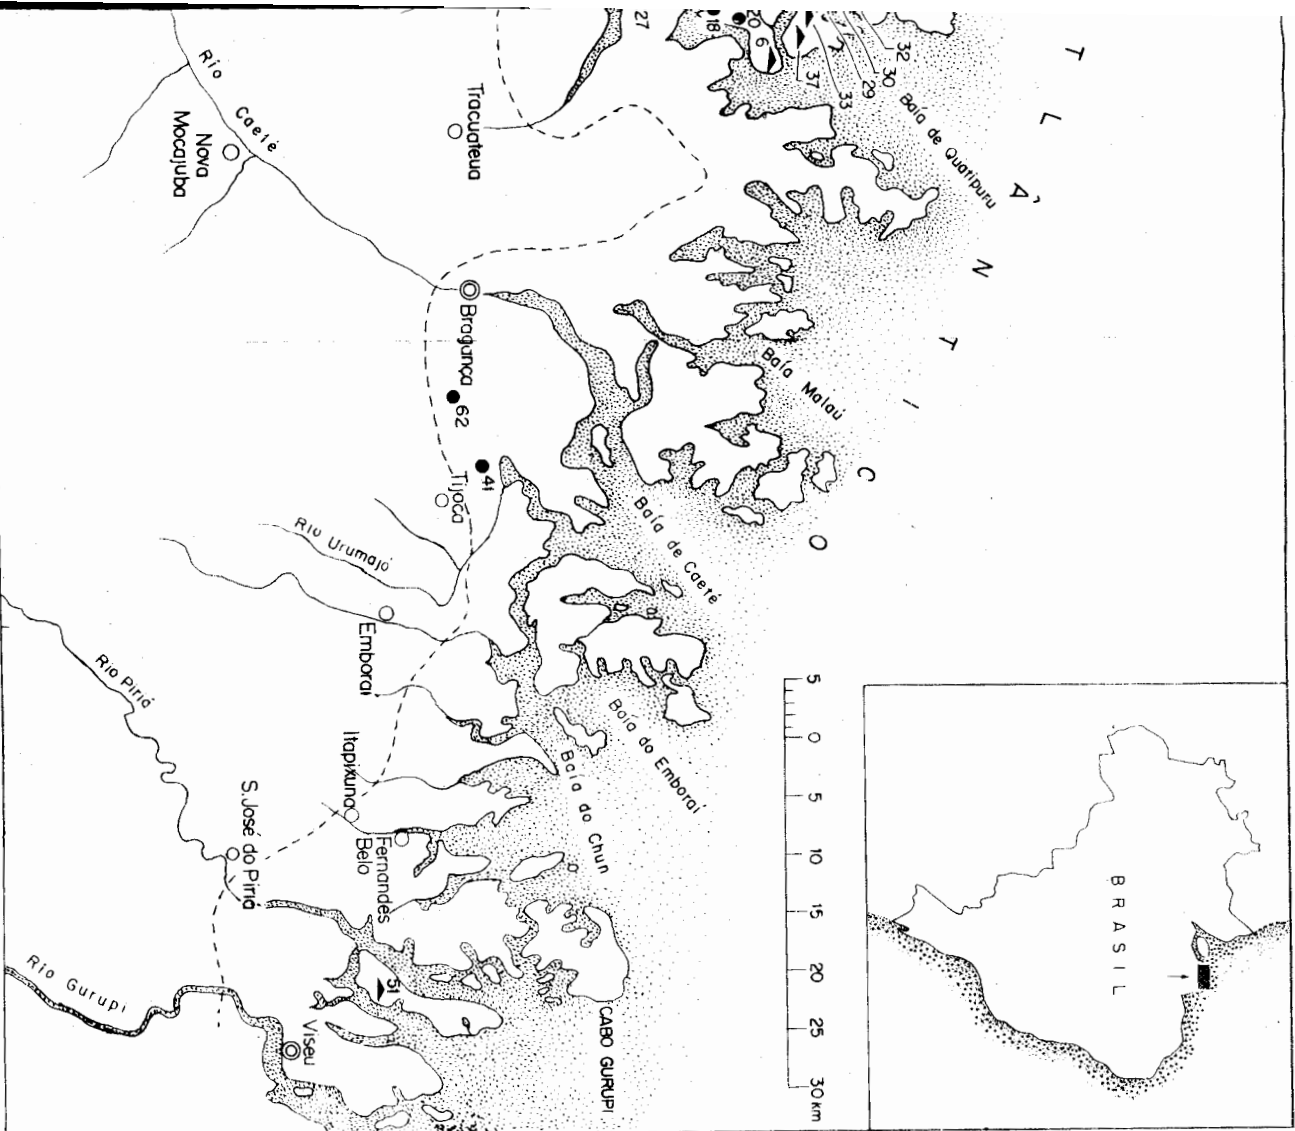 27
18
20
6
37
33
29
30
32
Baía de Quatipuru
T L Â N T I C O
Tracuateua
Rio Caeté
Nova
Mocajuba
Bragança
62
41
Tijoca
Baía Maiaú
Baía de Caeté
Rio Urumajó
Emboraí
Baía do Emboraí
Rio Piriá
Itapixuna
Baía do Chun
S. José do Piriá
Fernandes
Belo
51
Rio Gurupi
Viseu
CABO GURUPI
5 0 5 10 15 20 25 30 km
BRASIL